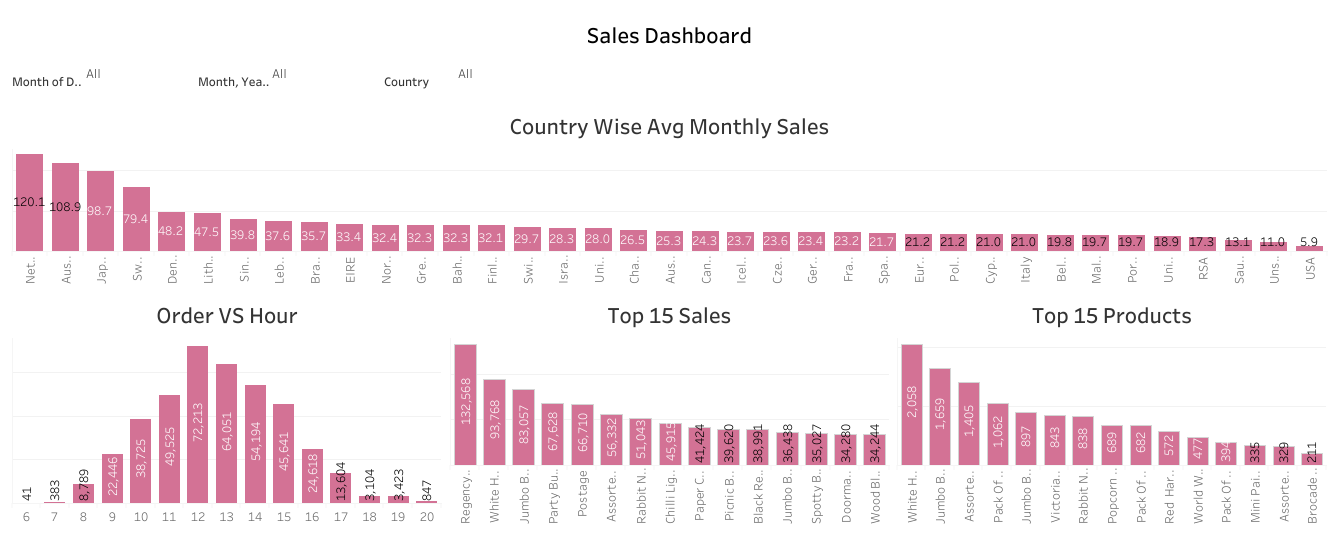 Sales Dashboard
Month of D.. All Month, Yea.. All Country All
Country Wise Avg Monthly Sales
120.1 108.9 98.7 79.4 48.2 47.5 39.8 37.6 35.7 33.4 32.4 32.3 32.3 32.1 29.7 28.3 28.0 26.5 25.3 24.3 23.7 23.6 23.4 23.2 21.7 21.2 21.2 21.0 21.0 19.8 19.7 19.7 18.9 17.3 13.1 11.0 5.9
Net.. Aus.. Jap.. Sw.. Den.. Lith.. Sin.. Leb.. Bra.. EIRE Nor.. Gre.. Bah.. Finl.. Swi.. Isra.. Uni.. Cha.. Aus.. Can.. Icel.. Cze.. Ger.. Fra.. Spa.. Eur.. Pol.. Cyp.. Italy Bel.. Mal.. Por.. Uni.. RSA Sau.. Uns.. USA
Order VS Hour
41 383 8,789 22,446 38,725 49,525 72,213 64,051 54,194 45,641 24,618 13,604 3,104 3,423 847
6 7 8 9 10 11 12 13 14 15 16 17 18 19 20
Top 15 Sales
132,568 93,768 83,057 67,628 66,710 56,332 51,043 45,915 41,424 39,620 38,991 36,438 35,027 34,280 34,244
Regency.. White H.. Jumbo B.. Party Bu.. Postage Assorte.. Rabbit N.. Chilli Lig.. Paper C.. Picnic B.. Black Re.. Jumbo B.. Spotty B.. Doorma.. Wood Bl..
Top 15 Products
2,058 1,659 1,405 1,062 897 843 838 689 682 572 477 394 335 329 211
White H.. Jumbo B.. Assorte.. Pack Of .. Jumbo B.. Victoria.. Rabbit N.. Popcorn .. Pack Of .. Red Har.. World W.. Pack Of .. Mini Pai.. Assorte.. Brocade ..